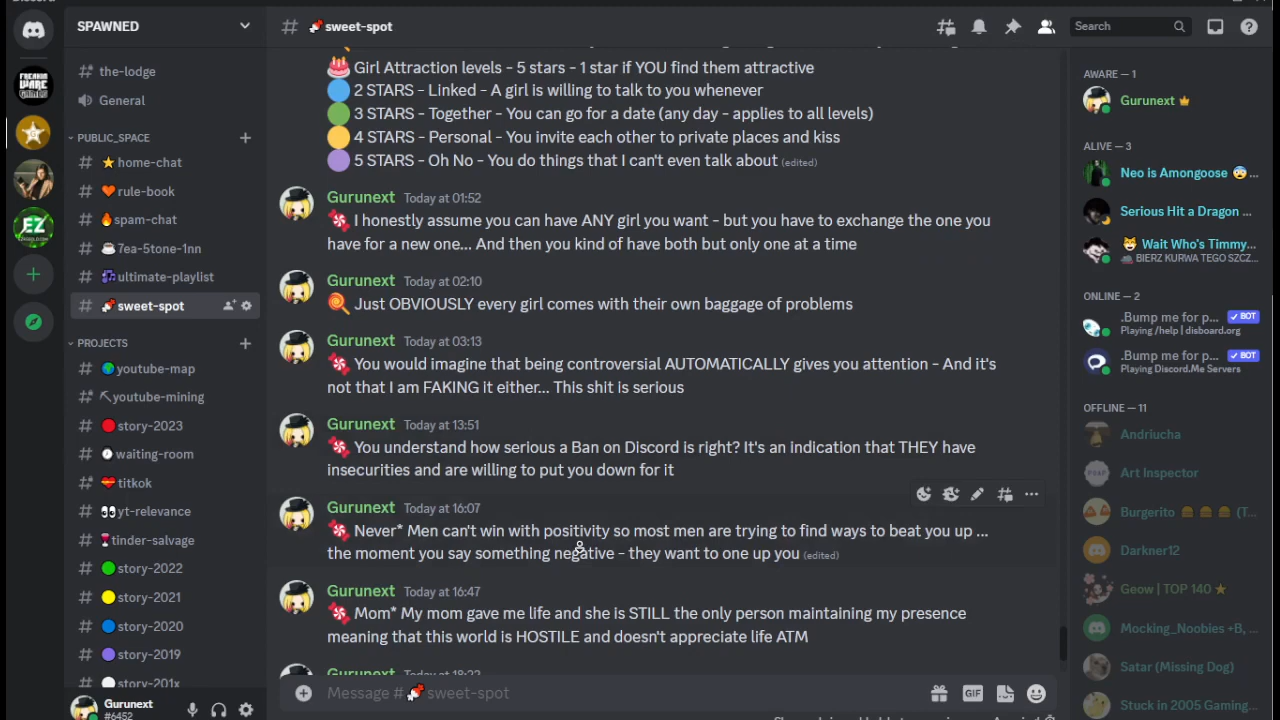 SPAWNED
sweet-spot
Search
the-lodge
General
PUBLIC_SPACE
home-chat
rule-book
spam-chat
7ea-5tone-1nn
ultimate-playlist
sweet-spot
PROJECTS
youtube-map
youtube-mining
story-2023
waiting-room
titkok
yt-relevance
tinder-salvage
story-2022
story-2021
story-2020
story-2019
story-201x
Gurunext
#6452
Girl Attraction levels - 5 stars - 1 star if YOU find them attractive
2 STARS - Linked - A girl is willing to talk to you whenever
3 STARS - Together - You can go for a date (any day - applies to all levels)
4 STARS - Personal - You invite each other to private places and kiss
5 STARS - Oh No - You do things that I can't even talk about (edited)
Gurunext Today at 01:52
I honestly assume you can have ANY girl you want - but you have to exchange the one you
have for a new one... And then you kind of have both but only one at a time
Gurunext Today at 02:10
Just OBVIOUSLY every girl comes with their own baggage of problems
Gurunext Today at 03:13
You would imagine that being controversial AUTOMATICALLY gives you attention - And it's
not that I am FAKING it either... This shit is serious
Gurunext Today at 13:51
You understand how serious a Ban on Discord is right? It's an indication that THEY have
insecurities and are willing to put you down for it
Gurunext Today at 16:07
Never* Men can't win with positivity so most men are trying to find ways to beat you up ...
the moment you say something negative - they want to one up you (edited)
Gurunext Today at 16:47
Mom* My mom gave me life and she is STILL the only person maintaining my presence
meaning that this world is HOSTILE and doesn't appreciate life ATM
Gurunext Today at 18:22
Message # sweet-spot
GIF
AWARE — 1
Gurunext
ALIVE — 3
Neo is Amongoose ...
Serious Hit a Dragon ...
Wait Who's Timmy...
BIERZ KURWA TEGO SZCZ...
ONLINE — 2
.Bump me for p... BOT
Playing /help | disboard.org
.Bump me for p... BOT
Playing Discord.Me Servers
OFFLINE — 11
Andriucha
Art Inspector
Burgerito (T...
Darkner12
Geow | TOP 140
Mocking_Noobies +B, ...
Satar (Missing Dog)
Stuck in 2005 Gaming...
EZ